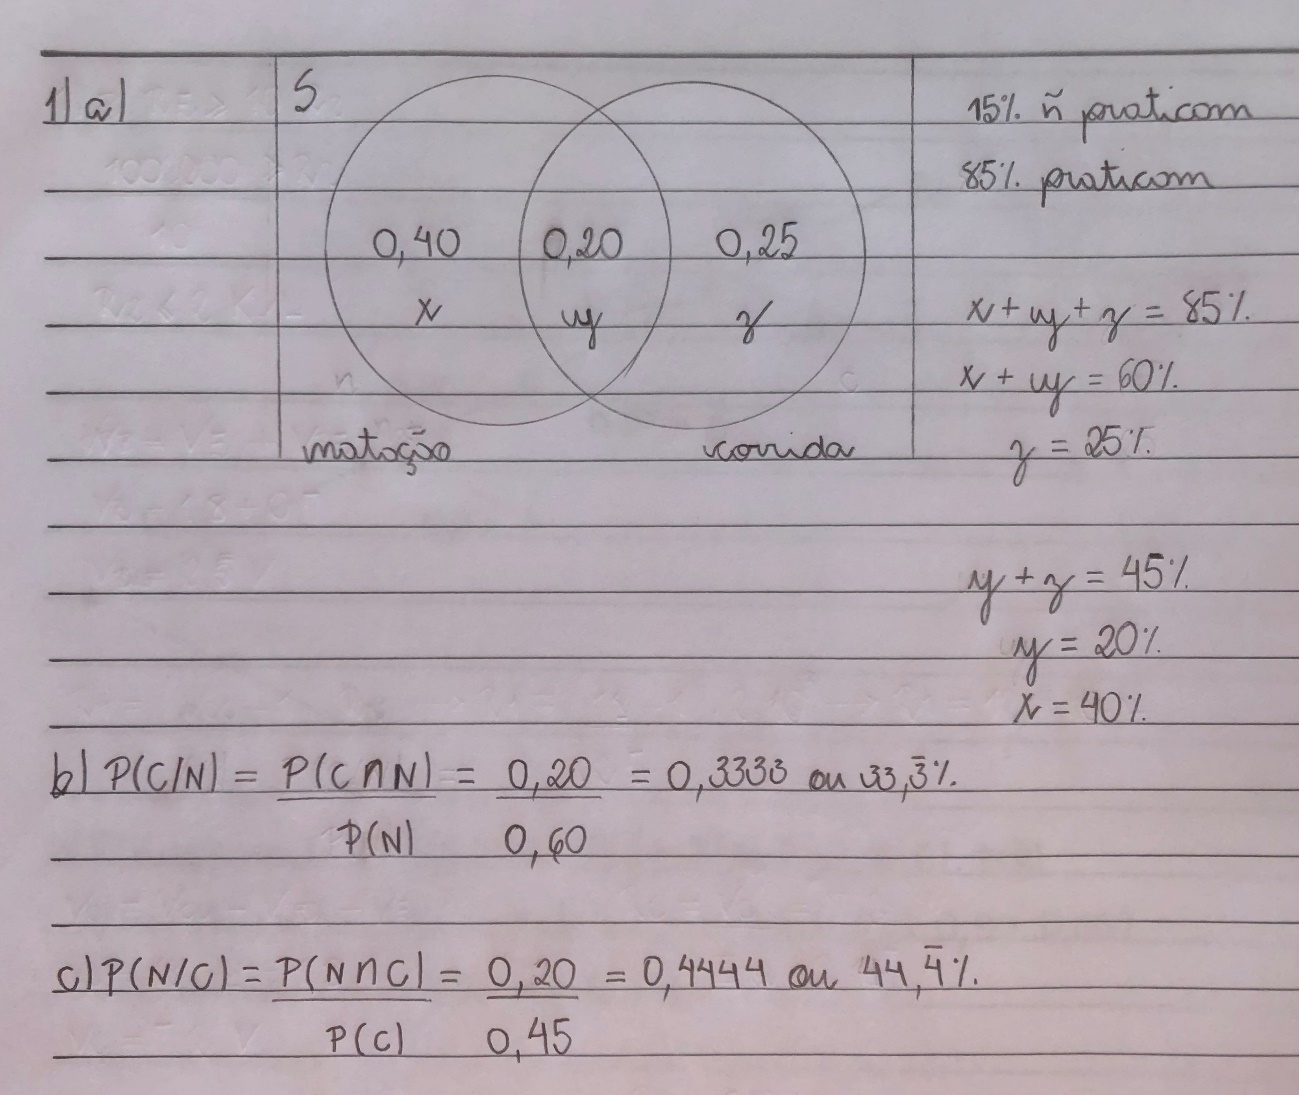 1) a)
S
0,40 0,20 0,25
x y z
natação corrida
15% ñ praticam
85% praticam
x + y + z = 85%
x + y = 60%
z = 25%
y + z = 45%
y = 20%
x = 40%
b) P(C/N) = P(C∩N) = 0,20 = 0,3333 ou 33,3̄%
P(N) 0,60
c) P(N/C) = P(N∩C) = 0,20 = 0,4444 ou 44,4̄%
P(C) 0,45